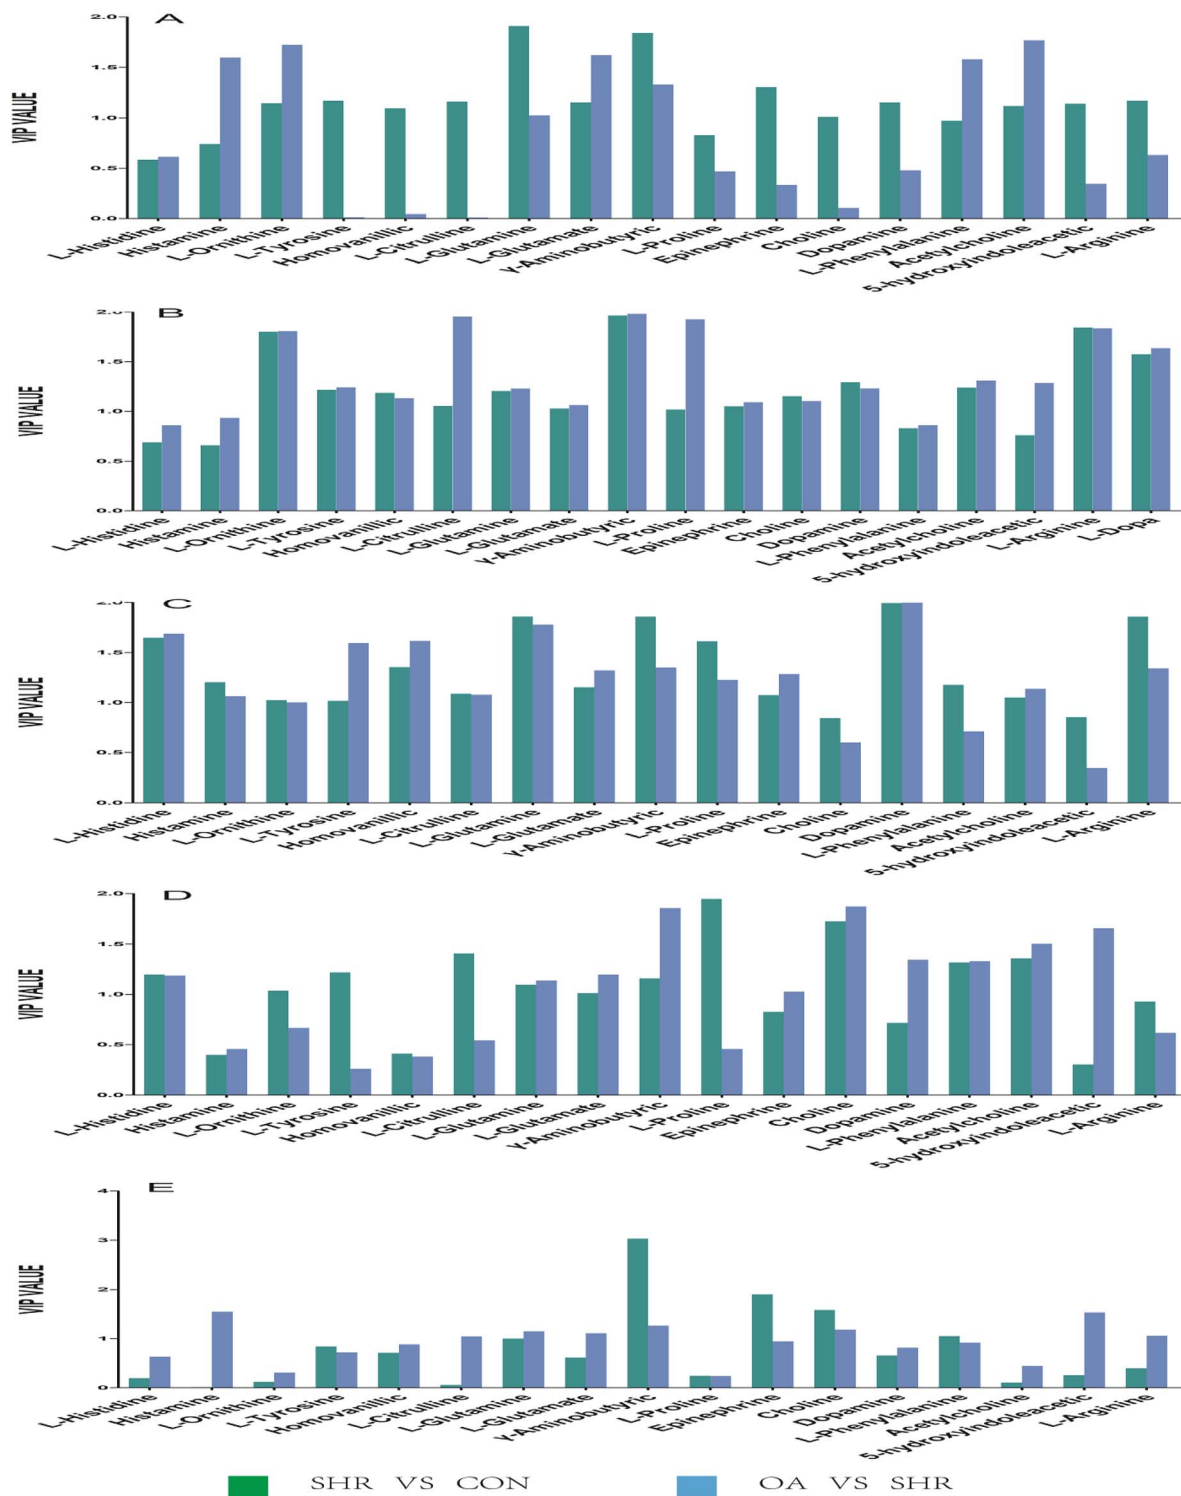 A
VIP VALUE
2.0
1.5
1.0
0.5
0.0
L-Histidine
Histamine
L-Ornithine
L-Tyrosine
Homovanillic
L-Citrulline
L-Glutamine
L-Glutamate
γ-Aminobutyric
L-Proline
Epinephrine
Choline
Dopamine
L-Phenylalanine
Acetylcholine
5-hydroxyindoleacetic
L-Arginine
B
VIP VALUE
2.0
1.5
1.0
0.5
0.0
L-Histidine
Histamine
L-Ornithine
L-Tyrosine
Homovanillic
L-Citrulline
L-Glutamine
L-Glutamate
γ-Aminobutyric
L-Proline
Epinephrine
Choline
Dopamine
L-Phenylalanine
Acetylcholine
5-hydroxyindoleacetic
L-Arginine
L-Dopa
C
VIP VALUE
2.0
1.5
1.0
0.5
0.0
L-Histidine
Histamine
L-Ornithine
L-Tyrosine
Homovanillic
L-Citrulline
L-Glutamine
L-Glutamate
γ-Aminobutyric
L-Proline
Epinephrine
Choline
Dopamine
L-Phenylalanine
Acetylcholine
5-hydroxyindoleacetic
L-Arginine
D
VIP VALUE
2.0
1.5
1.0
0.5
0.0
L-Histidine
Histamine
L-Ornithine
L-Tyrosine
Homovanillic
L-Citrulline
L-Glutamine
L-Glutamate
γ-Aminobutyric
L-Proline
Epinephrine
Choline
Dopamine
L-Phenylalanine
Acetylcholine
5-hydroxyindoleacetic
L-Arginine
E
VIP VALUE
4
3
2
1
0
L-Histidine
Histamine
L-Ornithine
L-Tyrosine
Homovanillic
L-Citrulline
L-Glutamine
L-Glutamate
γ-Aminobutyric
L-Proline
Epinephrine
Choline
Dopamine
L-Phenylalanine
Acetylcholine
5-hydroxyindoleacetic
L-Arginine
SHR VS CON
OA VS SHR